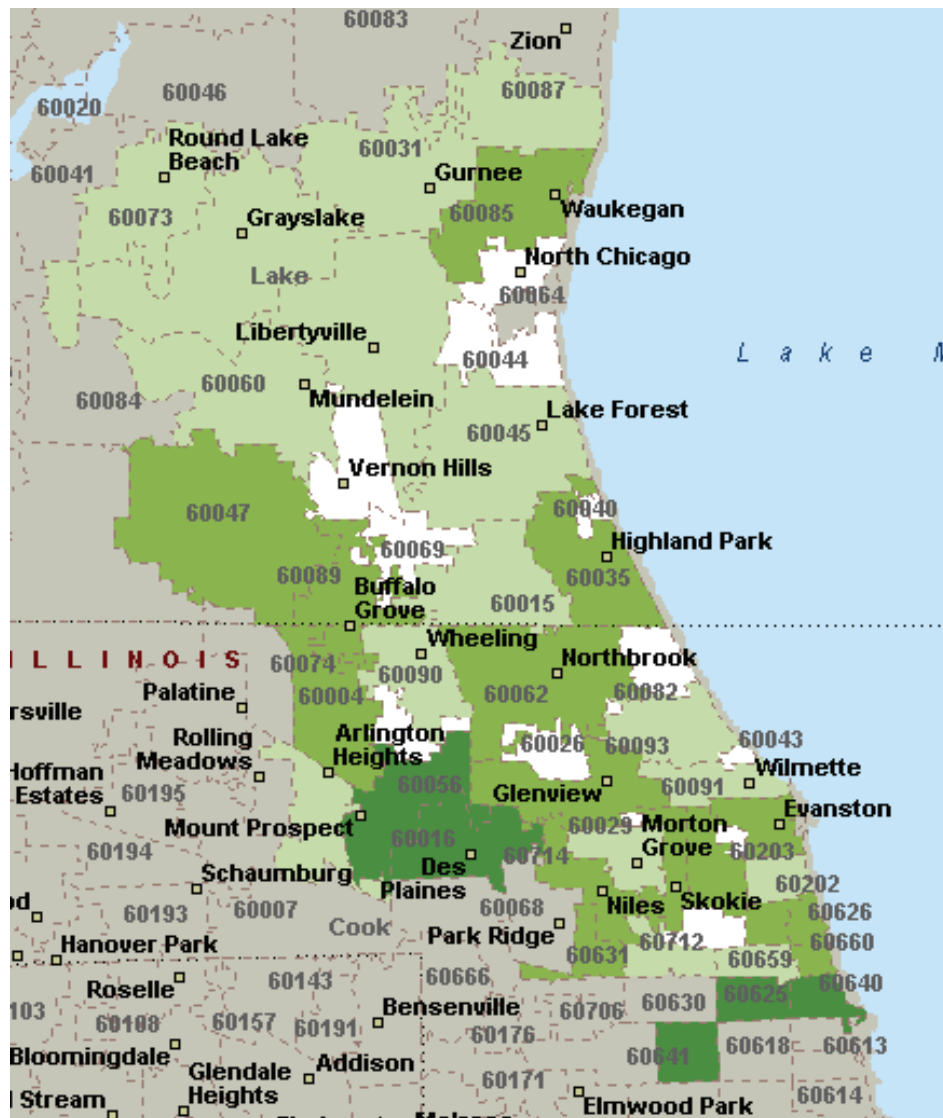 60083
Zion
60087
60046
60020
Round Lake
Beach
60031
60041
Gurnee
60073
Grayslake
60085
Waukegan
Lake
North Chicago
60064
Libertyville
60044
L a k e M
60060
60084
Mundelein
Lake Forest
60045
Vernon Hills
60047
60040
60069
Highland Park
60089
60035
Buffalo
Grove
60015
ILLINOIS
Wheeling
60074
60090
Northbrook
60004
60062
60082
Palatine
ersville
Arlington
Heights
Rolling
Meadows
60026
60093
60043
Hoffman
Estates
60195
60056
Glenview
60091
Wilmette
Evanston
Mount Prospect
60016
60029
Morton
Grove
60194
60714
60203
Des
Plaines
Schaumburg
60202
60193
60007
60068
Niles
Skokie
60626
od
Cook
Park Ridge
60712
60660
Hanover Park
60631
60659
60143
60666
60640
Roselle
60625
60630
103
60108
60157
60191
Bensenville
60706
60176
60641
60618
60613
Bloomingdale
Glendale
Heights
Addison
60171
60614
l Stream
Elmwood Park